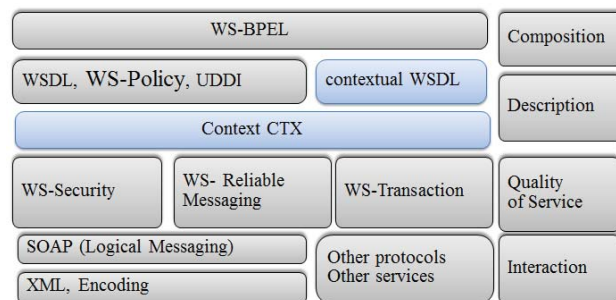 WS-BPEL
Composition
WSDL, WS-Policy, UDDI
contextual WSDL
Description
Context CTX
WS-Security
WS- Reliable
Messaging
WS-Transaction
Quality
of Service
SOAP (Logical Messaging)
XML, Encoding
Other protocols
Other services
Interaction